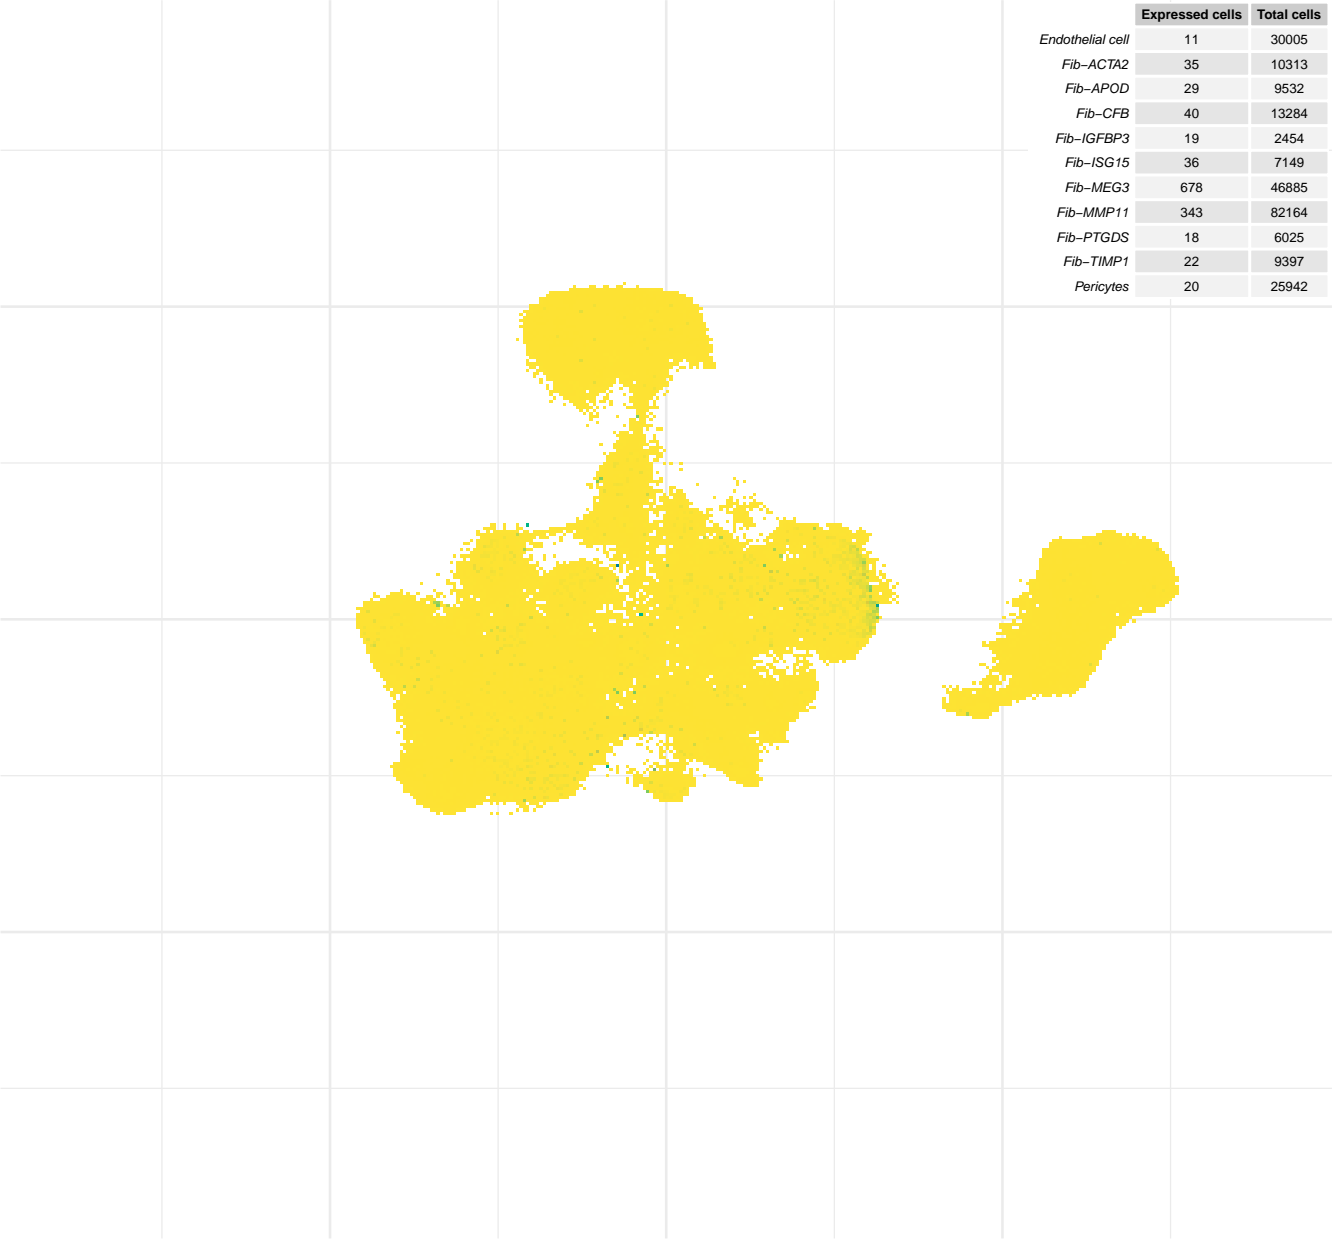 Expressed cells Total cells
Endothelial cell 11 30005
Fib−ACTA2 35 10313
Fib−APOD 29 9532
Fib−CFB 40 13284
Fib−IGFBP3 19 2454
Fib−ISG15 36 7149
Fib−MEG3 678 46885
Fib−MMP11 343 82164
Fib−PTGDS 18 6025
Fib−TIMP1 22 9397
Pericytes 20 25942